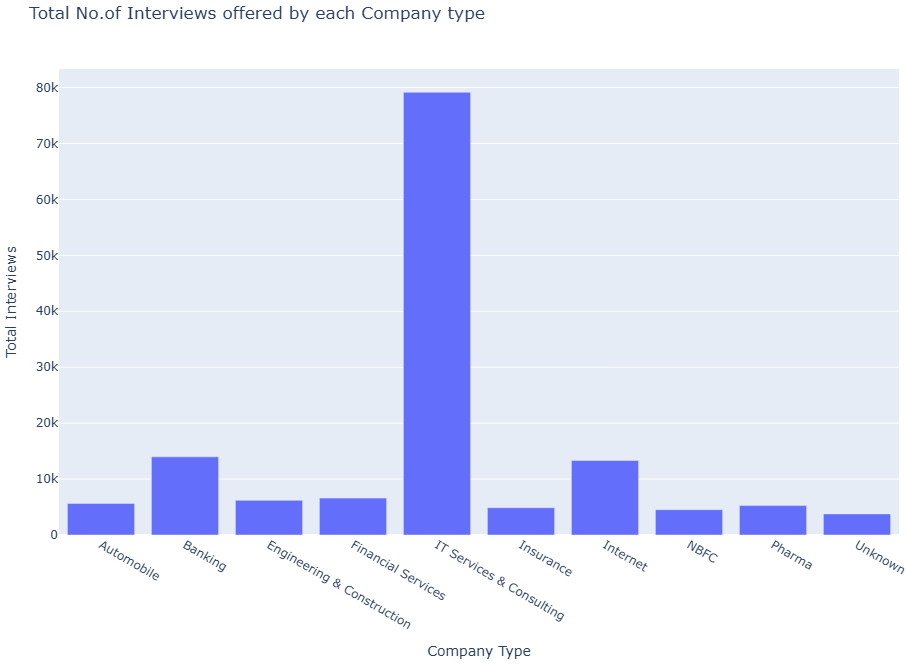 Total No.of Interviews offered by each Company type
80k
70k
60k
50k
40k
30k
20k
10k
0
Total Interviews
Automobile
Banking
Engineering & Construction
Financial Services
IT Services & Consulting
Insurance
Internet
NBFC
Pharma
Unknown
Company Type